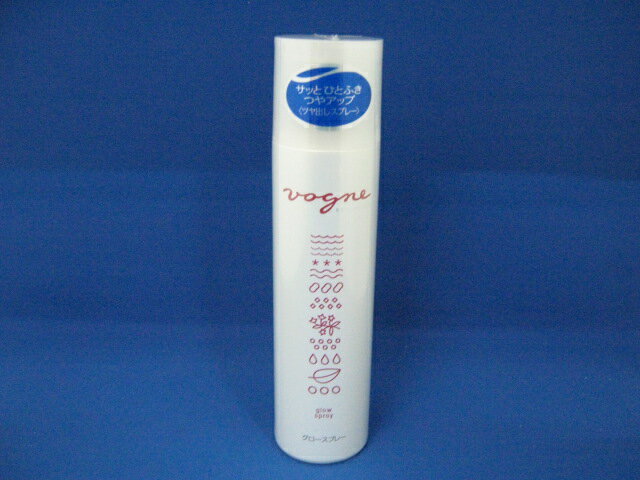 サッとひとふき
つやアップ
〈ツヤ出しスプレー〉
vogne
glow
spray
グロースプレー